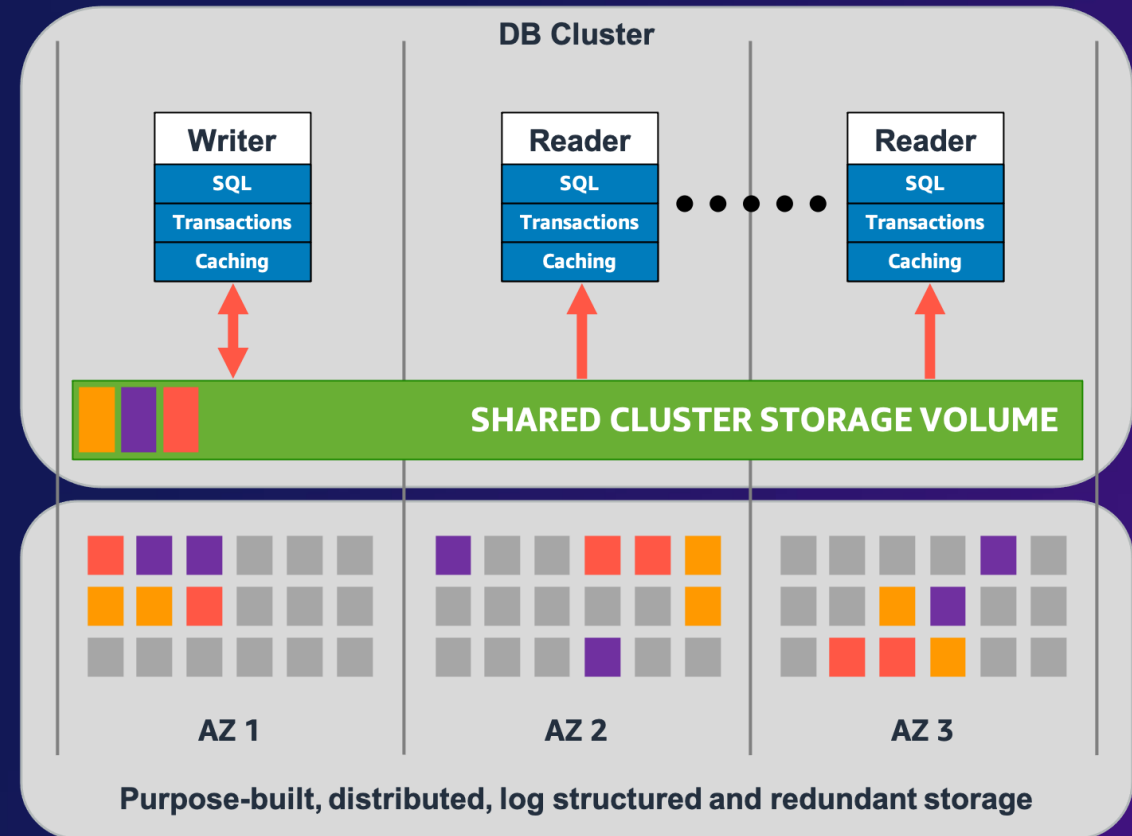 DB Cluster
Writer
SQL
Transactions
Caching
Reader
SQL
Transactions
Caching
Reader
SQL
Transactions
Caching
SHARED CLUSTER STORAGE VOLUME
AZ 1
AZ 2
AZ 3
Purpose-built, distributed, log structured and redundant storage